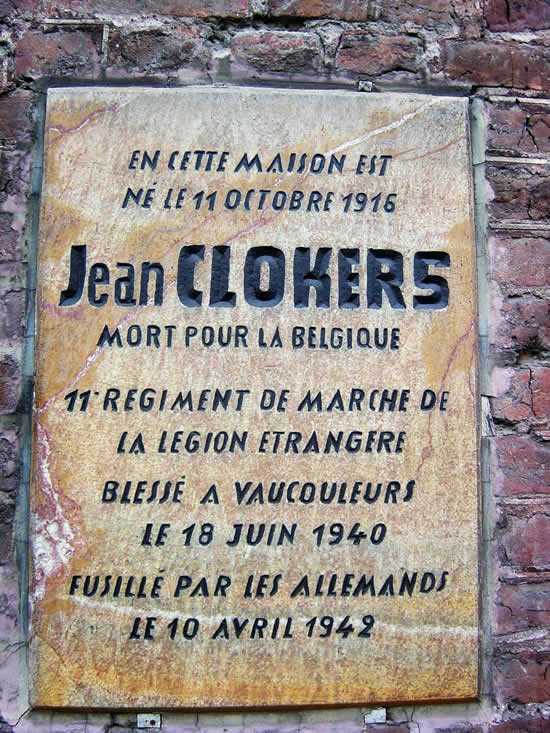 EN CETTE MAISON EST
NÉ LE 11 OCTOBRE 1916
Jean CLOKERS
MORT POUR LA BELGIQUE
11° REGIMENT DE MARCHE DE
LA LEGION ETRANGERE
BLESSÉ A VAUCOULEURS
LE 18 JUIN 1940
FUSILLÉ PAR LES ALLEMANDS
LE 10 AVRIL 1942